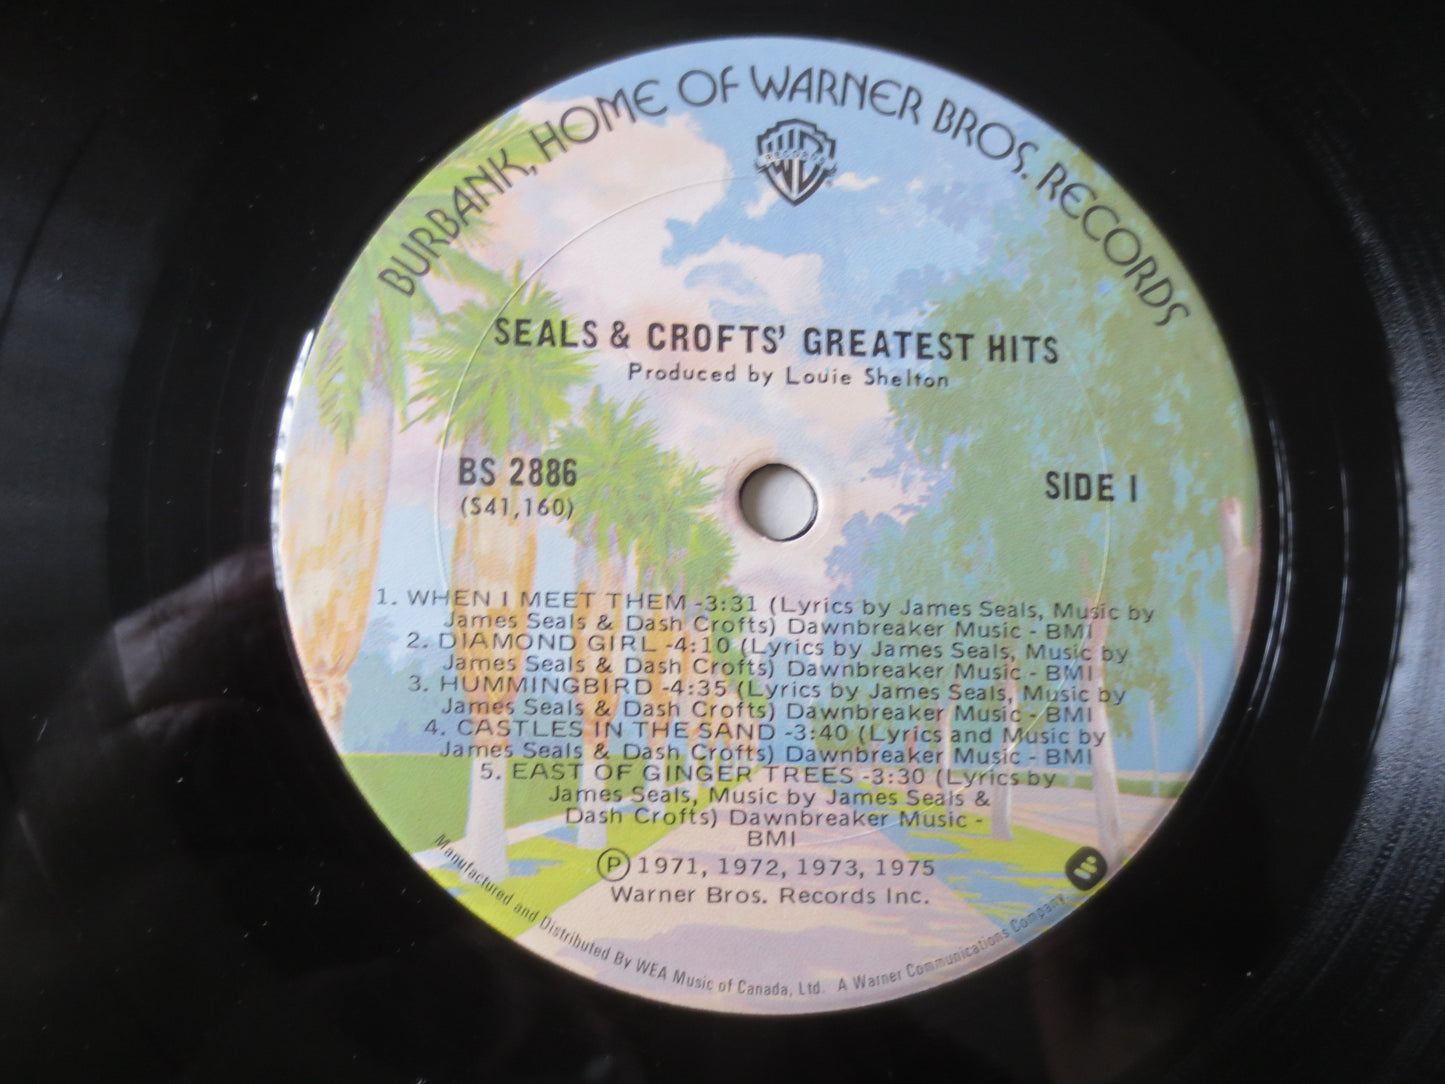 BURBANK, HOME OF WARNER BROS. RECORDS
RECORDS
SEALS & CROFTS' GREATEST HITS
Produced by Louie Shelton
BS 2886
(S41,160)
SIDE 1
1. WHEN I MEET THEM -3:31 (Lyrics by James Seals, Music by
James Seals & Dash Crofts) Dawnbreaker Music - BMI
2. DIAMOND GIRL -4:10 (Lyrics by James Seals, Music by
James Seals & Dash Crofts) Dawnbreaker Music - BMI
3. HUMMINGBIRD -4:35 (Lyrics by James Seals, Music by
James Seals & Dash Crofts) Dawnbreaker Music - BMI
4. CASTLES IN THE SAND -3:40 (Lyrics and Music by
James Seals & Dash Crofts) Dawnbreaker Music - BMI
5. EAST OF GINGER TREES -3:30 (Lyrics by
James Seals, Music by James Seals &
Dash Crofts) Dawnbreaker Music -
BMI
Ⓟ 1971, 1972, 1973, 1975
Warner Bros. Records Inc.
Manufactured and Distributed By WEA Music of Canada, Ltd. A Warner Communications Company